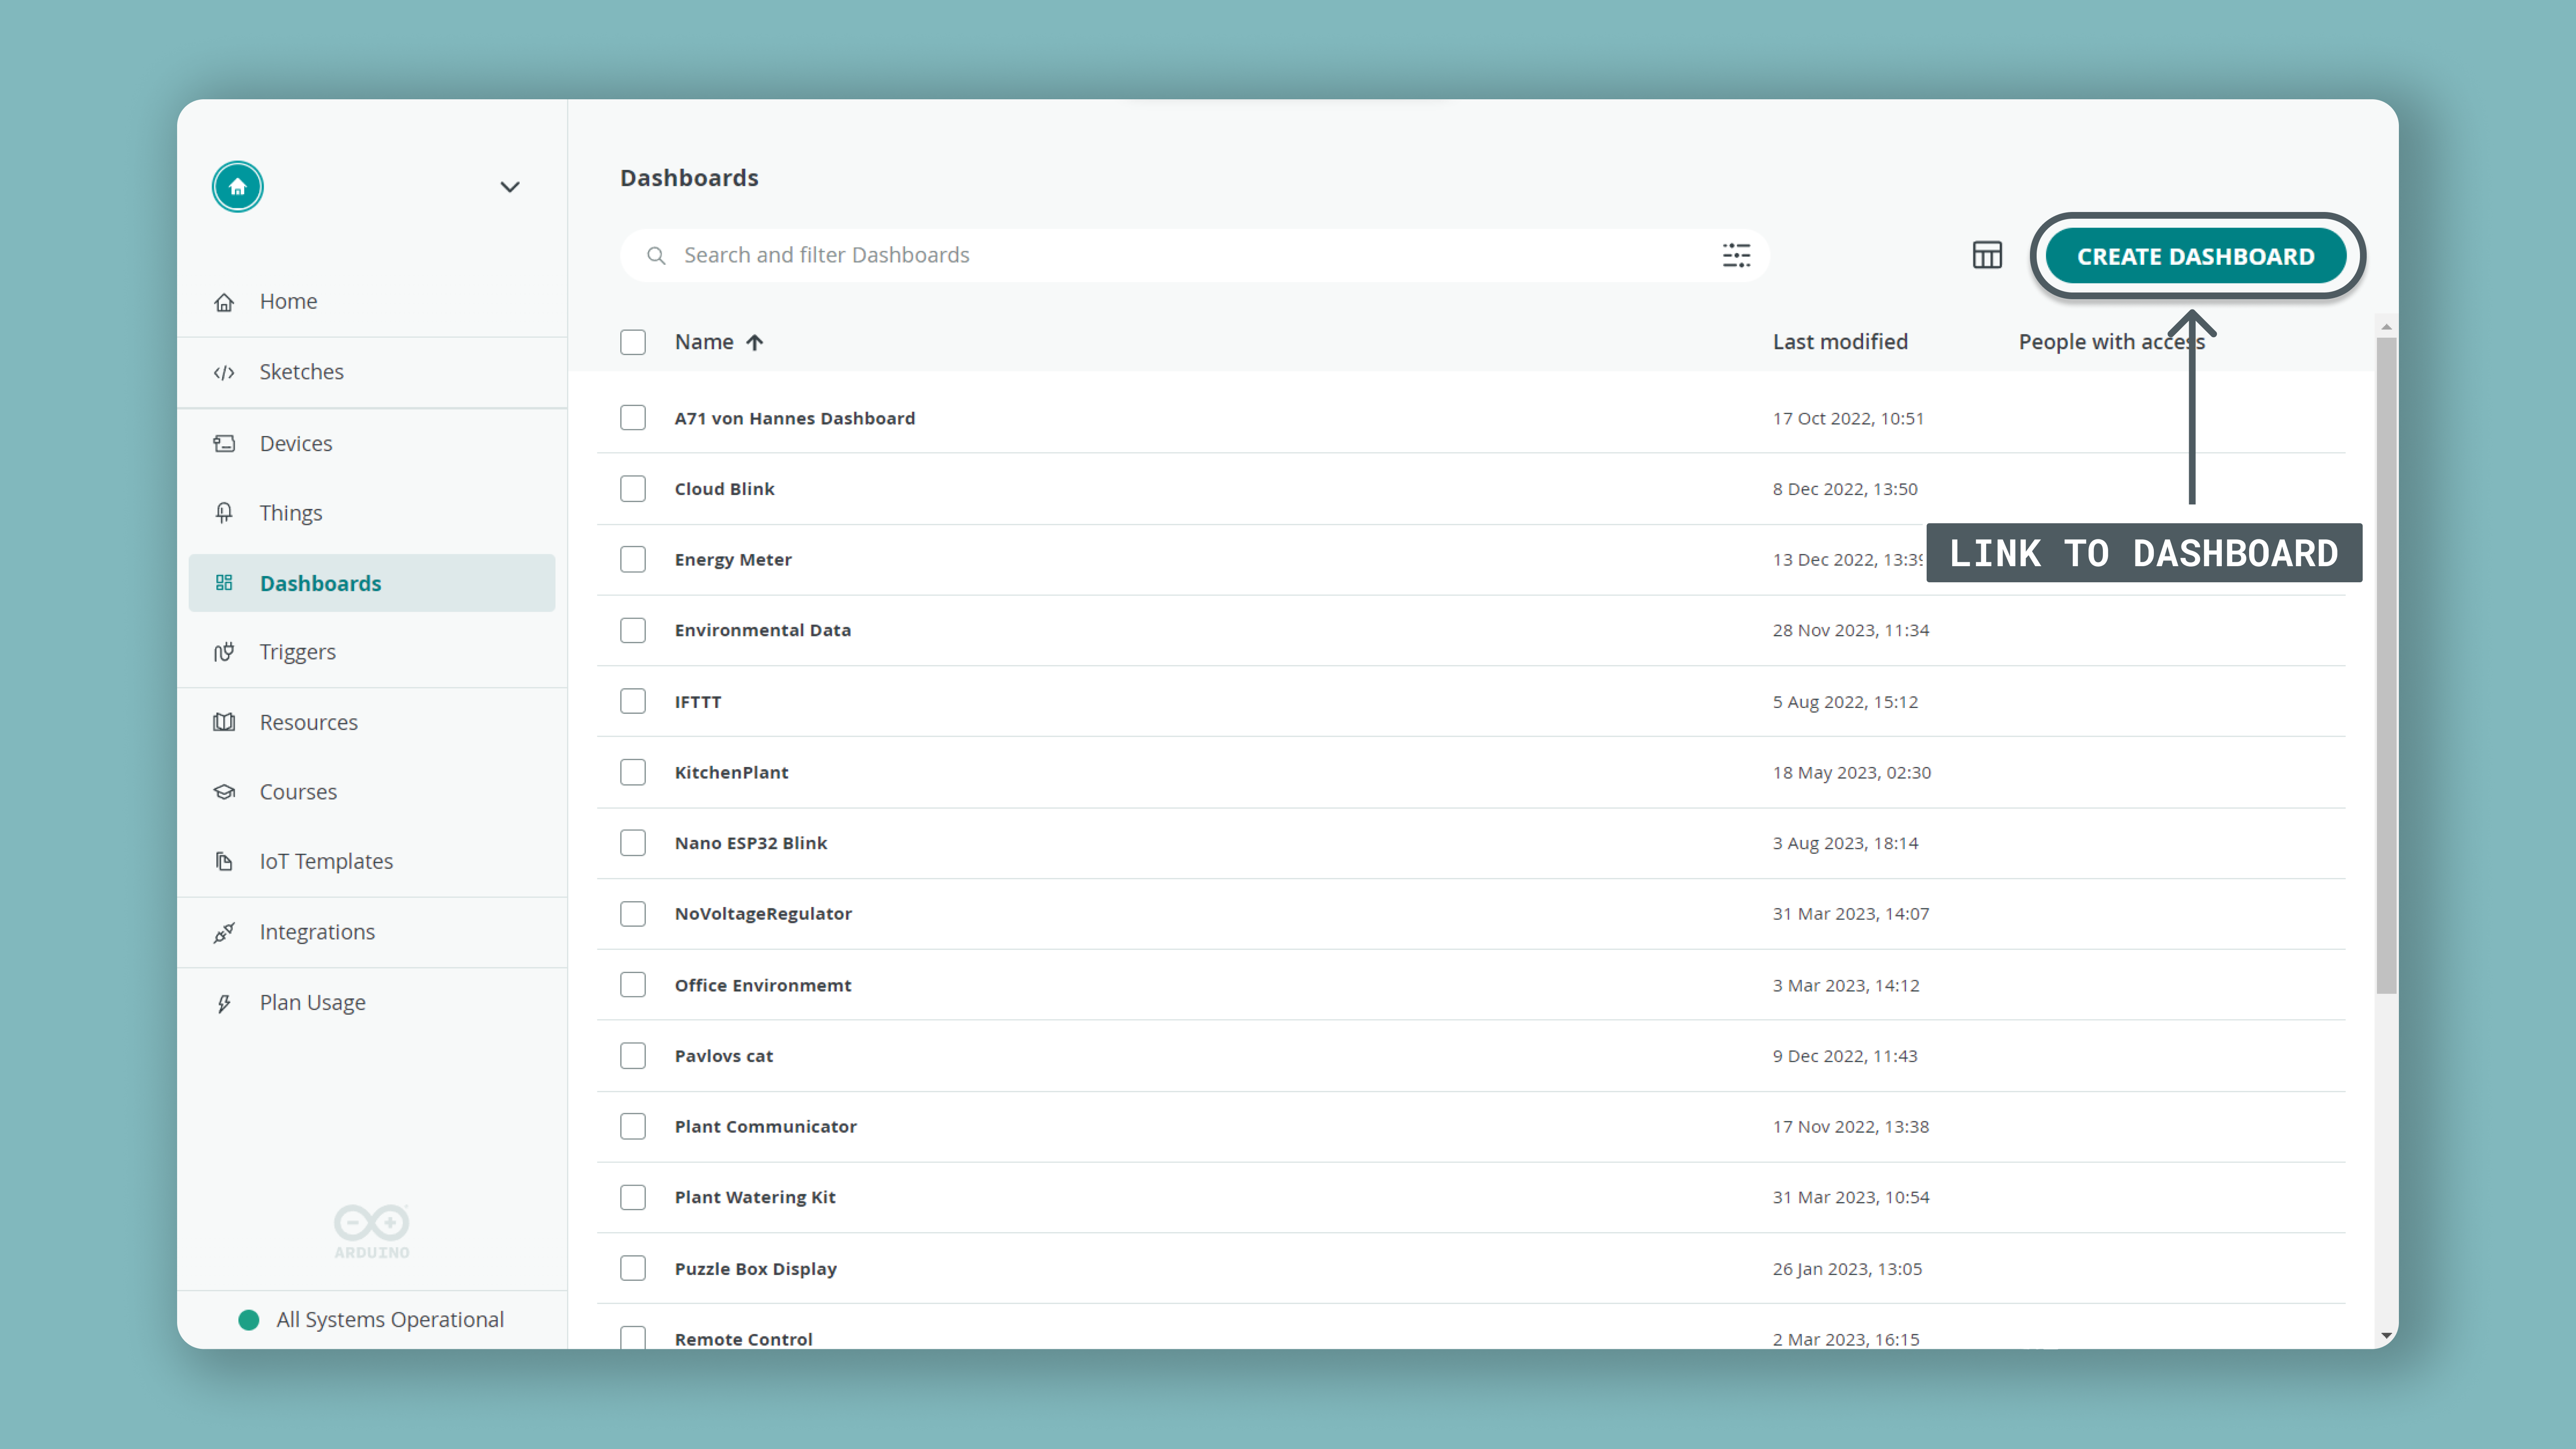 Dashboards
Search and filter Dashboards
CREATE DASHBOARD
Home
Sketches
Devices
Things
Dashboards
Triggers
Resources
Courses
IoT Templates
Integrations
Plan Usage
ARDUINO
All Systems Operational
Name Last modified People with access
A71 von Hannes Dashboard 17 Oct 2022, 10:51
Cloud Blink 8 Dec 2022, 13:50
Energy Meter 13 Dec 2022, 13:39
LINK TO DASHBOARD
Environmental Data 28 Nov 2023, 11:34
IFTTT 5 Aug 2022, 15:12
KitchenPlant 18 May 2023, 02:30
Nano ESP32 Blink 3 Aug 2023, 18:14
NoVoltageRegulator 31 Mar 2023, 14:07
Office Environmemt 3 Mar 2023, 14:12
Pavlovs cat 9 Dec 2022, 11:43
Plant Communicator 17 Nov 2022, 13:38
Plant Watering Kit 31 Mar 2023, 10:54
Puzzle Box Display 26 Jan 2023, 13:05
Remote Control 2 Mar 2023, 16:15